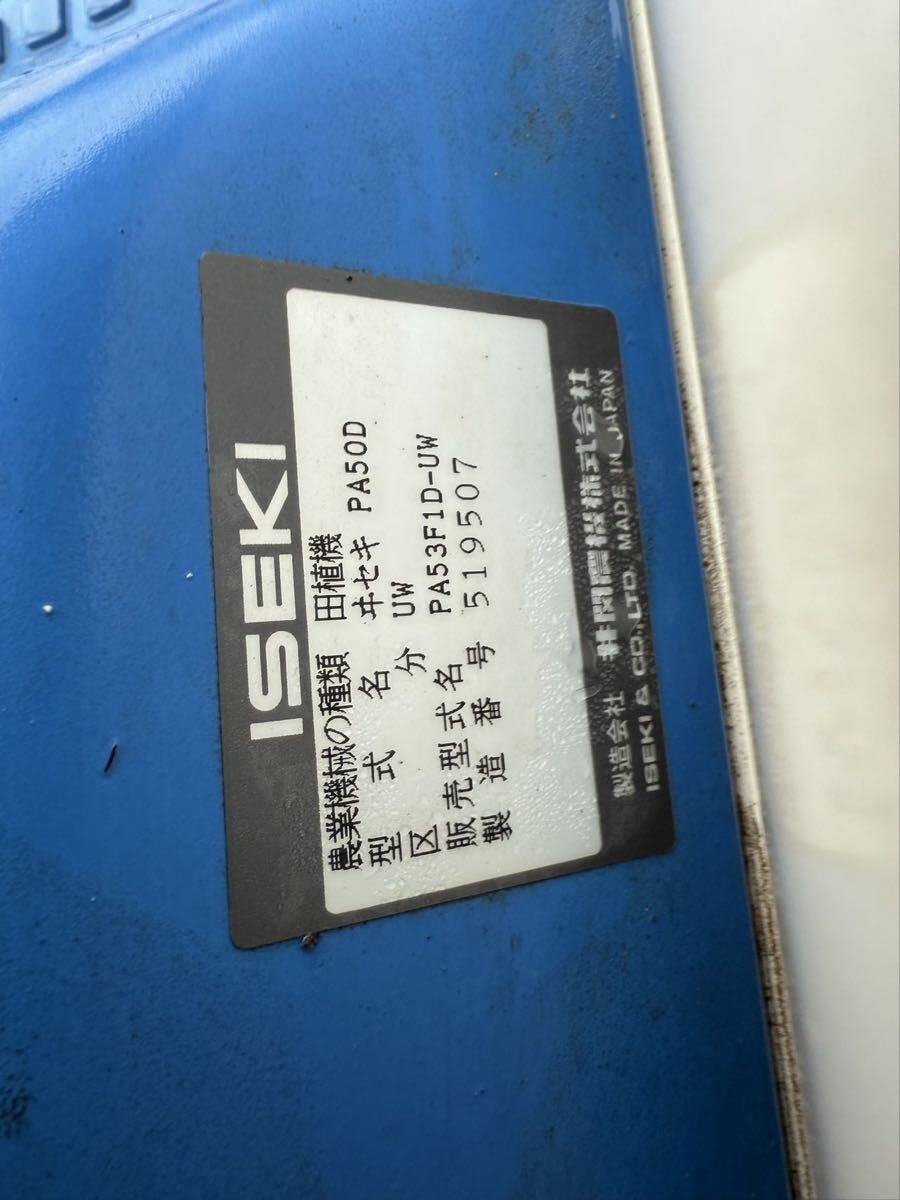 ISEKI
農業機械の種類 田植機
型式名 ヰセキ PA50D
区分 UW
販売型式名 PA53F1D-UW
製造番号 519507
製造会社 井関農機株式会社
ISEKI & CO., LTD. MADE IN JAPAN